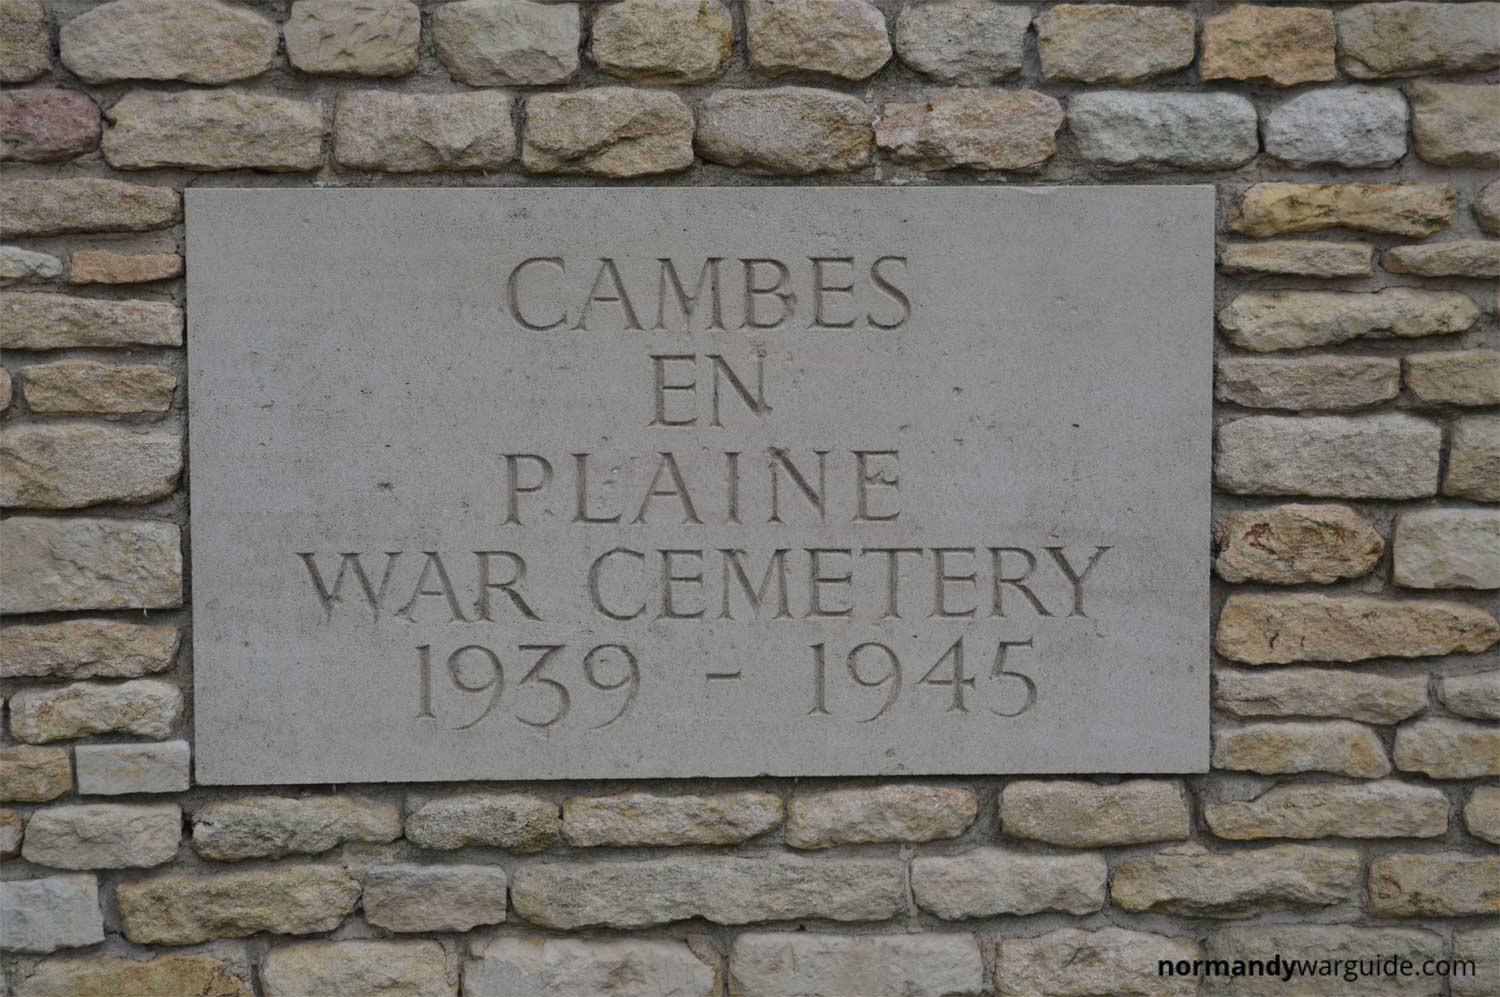 CAMBES
EN
PLAINE
WAR CEMETERY
1939 - 1945
normandywarguide.com